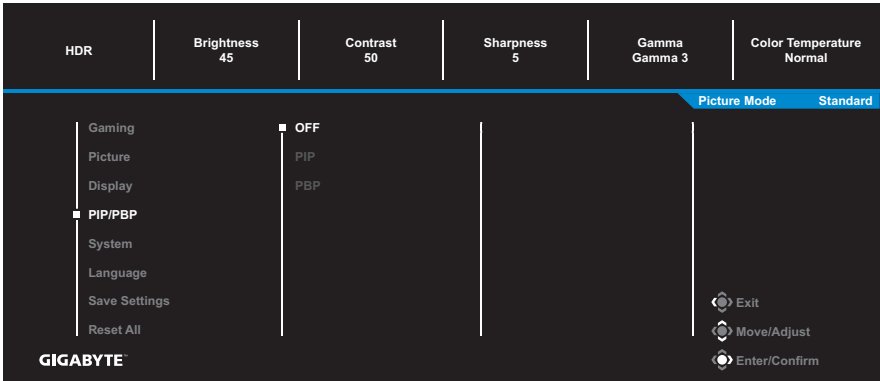 HDR
Brightness
45
Contrast
50
Sharpness
5
Gamma
Gamma 3
Color Temperature
Normal
Picture Mode Standard
Gaming
Picture
Display
PIP/PBP
System
Language
Save Settings
Reset All
OFF
PIP
PBP
Exit
Move/Adjust
Enter/Confirm
GIGABYTE™